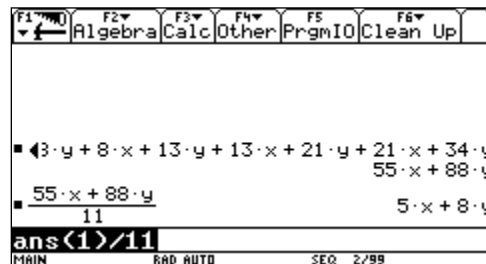 F1 F2 Algebra F3 Calc F4 Other F5 PrgmIO F6 Clean Up
3·y + 8·x + 13·y + 13·x + 21·y + 21·x + 34·y
55·x + 88·y
55·x + 88·y
11
5·x + 8·y
ans(1)/11
MAIN RAD AUTO SEQ 2/99